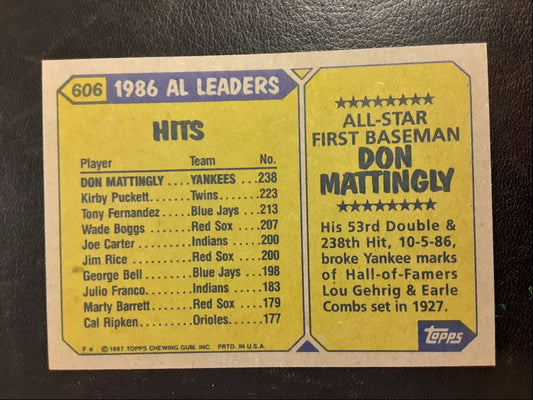 606 1986 AL LEADERS
HITS
Player Team No.
DON MATTINGLY ....YANKEES ...238
Kirby Puckett......Twins.........223
Tony Fernandez....Blue Jays ...213
Wade Boggs .......Red Sox .....207
Joe Carter...........Indians.......200
Jim Rice .............Red Sox .....200
George Bell .........Blue Jays ...198
Julio Franco.........Indians.......183
Marty Barrett.......Red Sox .....179
Cal Ripken...........Orioles.......177
F* ©1987 TOPPS CHEWING GUM, INC. PRTD. IN U.S.A.
ALL-STAR
FIRST BASEMAN
DON
MATTINGLY
His 53rd Double &
238th Hit, 10-5-86,
broke Yankee marks
of Hall-of-Famers
Lou Gehrig & Earle
Combs set in 1927.
topps